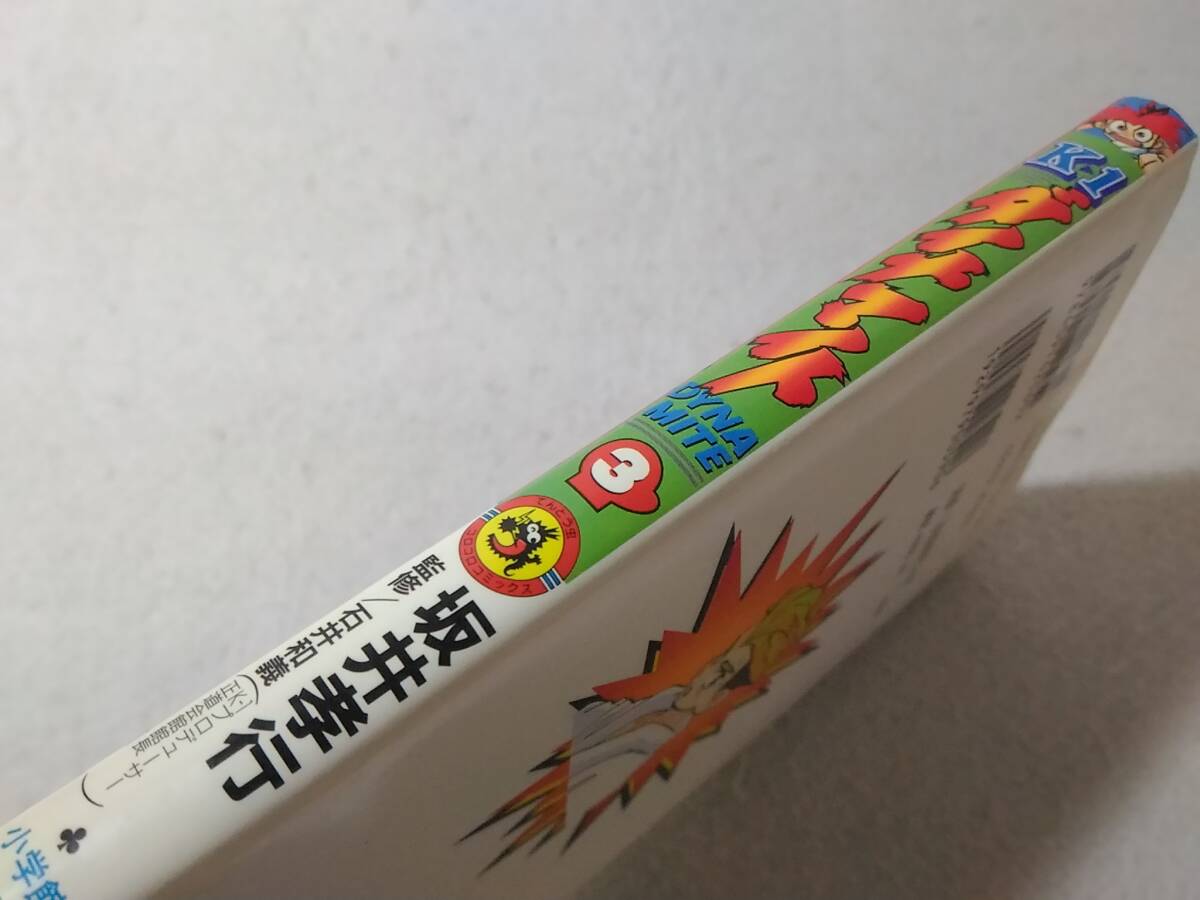 K-1
ダイナマイト
DYNA
MITE
3
てんとう虫
コロコロコミックス
坂井孝行
監修/石井和義(K-1プロデューサー
正道会館館長)
♣
小学館